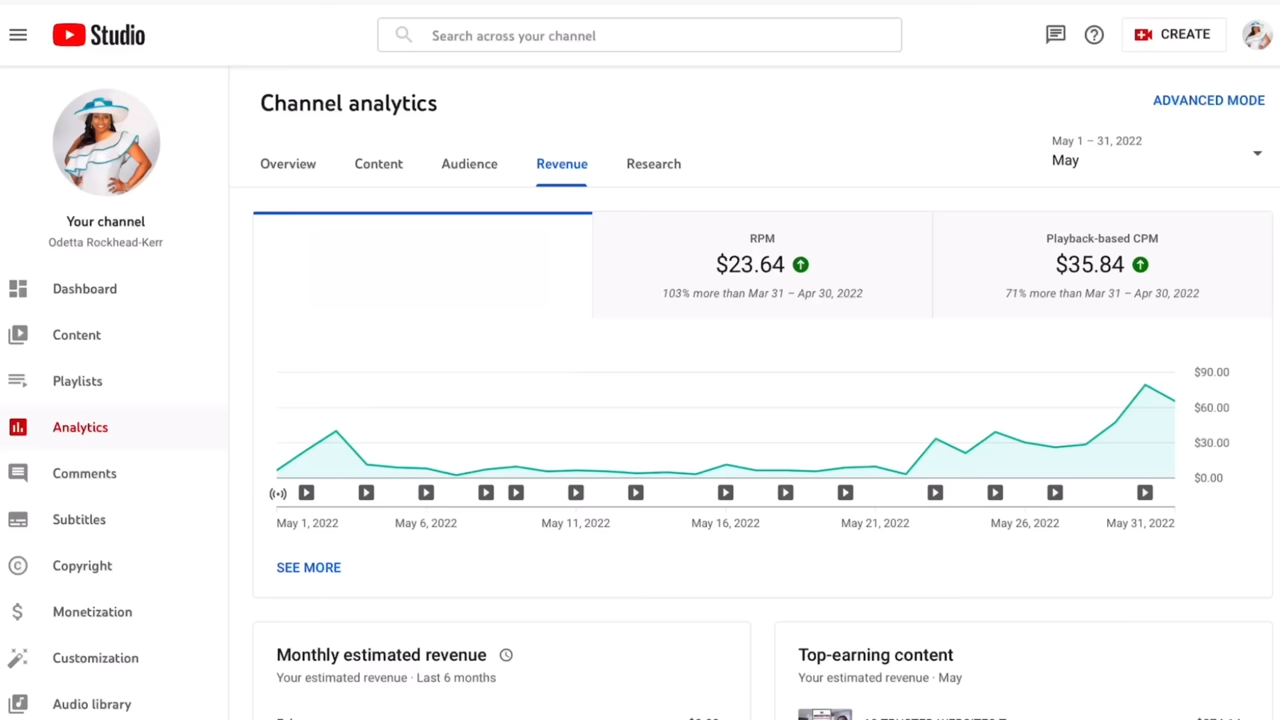 Studio
Search across your channel
CREATE
Your channel
Odetta Rockhead-Kerr
Dashboard
Content
Playlists
Analytics
Comments
Subtitles
Copyright
Monetization
Customization
Audio library
Channel analytics
ADVANCED MODE
Overview
Content
Audience
Revenue
Research
May 1 – 31, 2022
May
RPM
$23.64
103% more than Mar 31 – Apr 30, 2022
Playback-based CPM
$35.84
71% more than Mar 31 – Apr 30, 2022
$90.00
$60.00
$30.00
$0.00
May 1, 2022
May 6, 2022
May 11, 2022
May 16, 2022
May 21, 2022
May 26, 2022
May 31, 2022
SEE MORE
Monthly estimated revenue
Your estimated revenue · Last 6 months
Top-earning content
Your estimated revenue · May